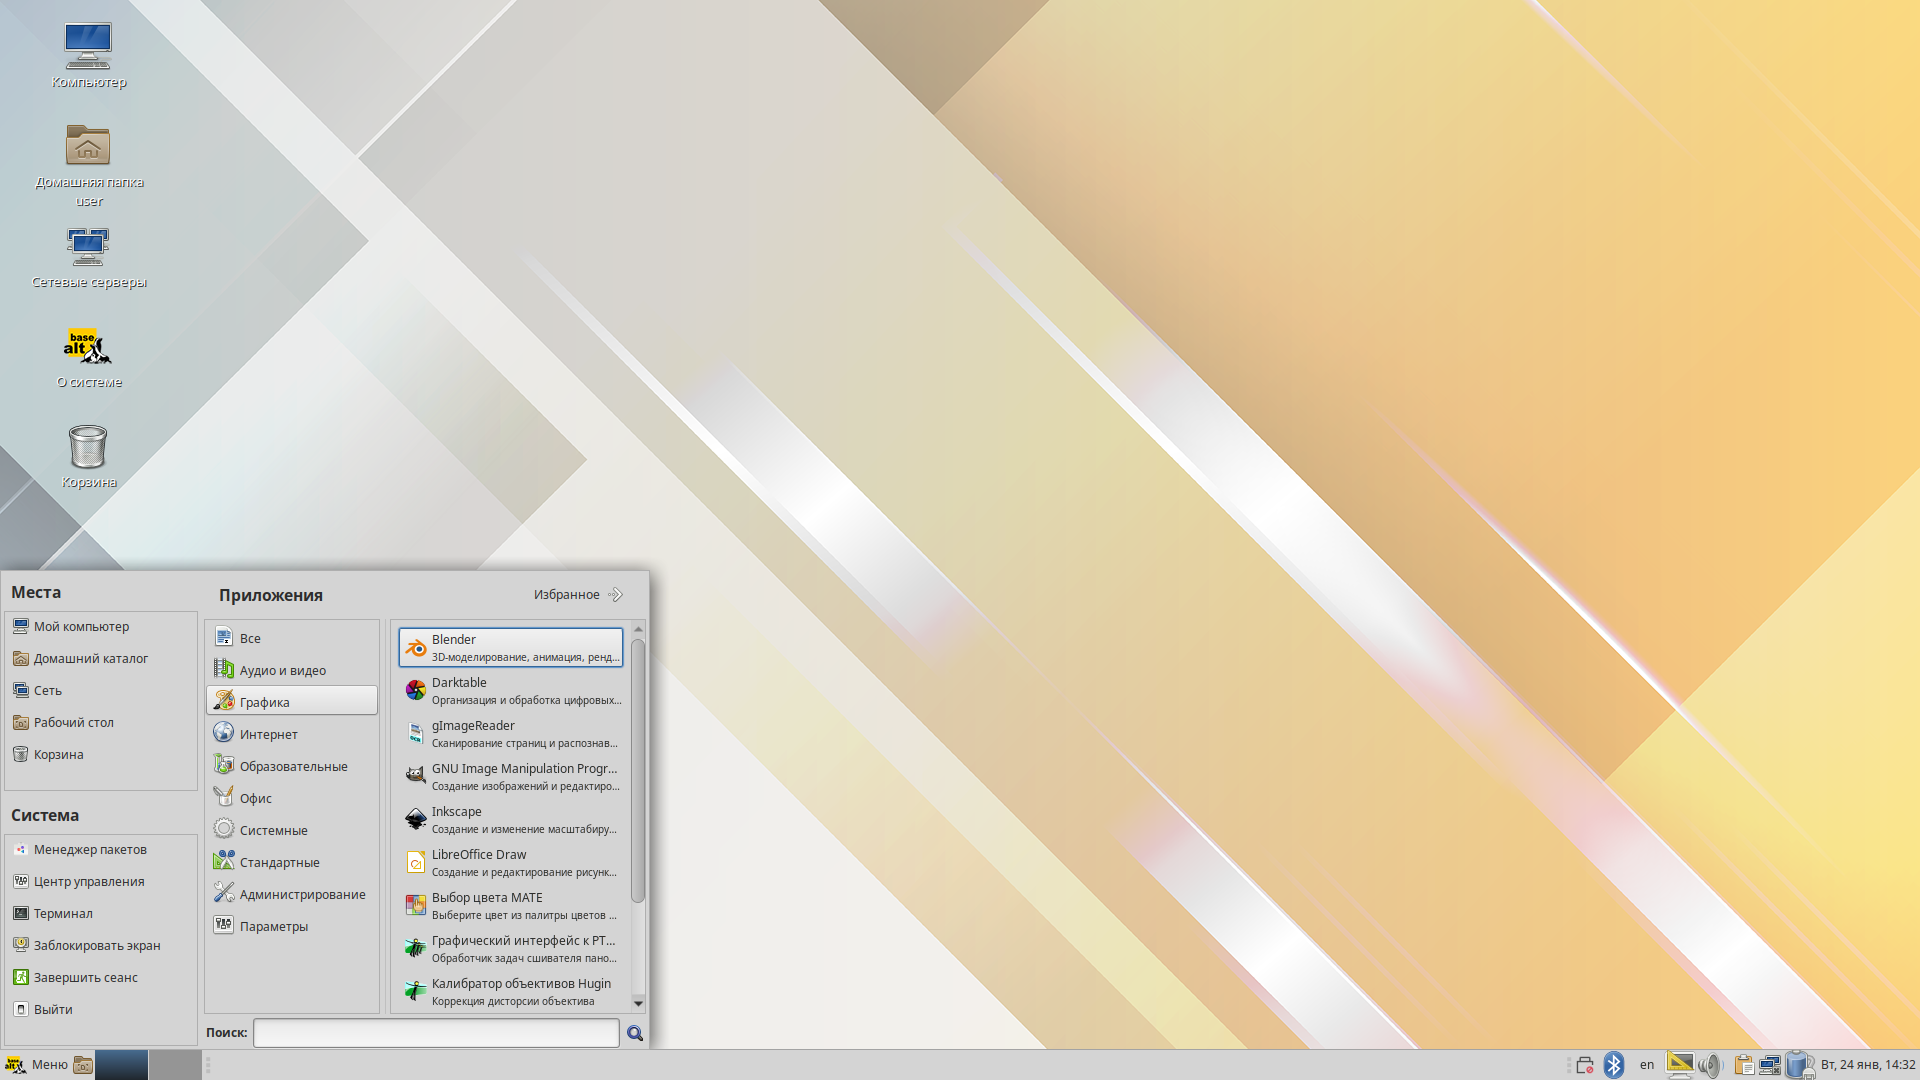 Компьютер
Домашняя папка
user
Сетевые серверы
base
alt
О системе
Корзина
Места
Мой компьютер
Домашний каталог
Сеть
Рабочий стол
Корзина
Система
Менеджер пакетов
Центр управления
Терминал
Заблокировать экран
Завершить сеанс
Выйти
Приложения
Избранное
Все
Аудио и видео
Графика
Интернет
Образовательные
Офис
Системные
Стандартные
Администрирование
Параметры
Blender
3D-моделирование, анимация, ренд...
Darktable
Организация и обработка цифровых...
gImageReader
Сканирование страниц и распознав...
GNU Image Manipulation Progr...
Создание изображений и редактиро...
Inkscape
Создание и изменение масштабиру...
LibreOffice Draw
Создание и редактирование рисунк...
Выбор цвета MATE
Выберите цвет из палитры цветов ...
Графический интерфейс к PT...
Обработчик задач сшивателя пано...
Калибратор объективов Hugin
Коррекция дисторсии объектива
Поиск:
base
alt
Меню
en
Вт, 24 янв, 14:32